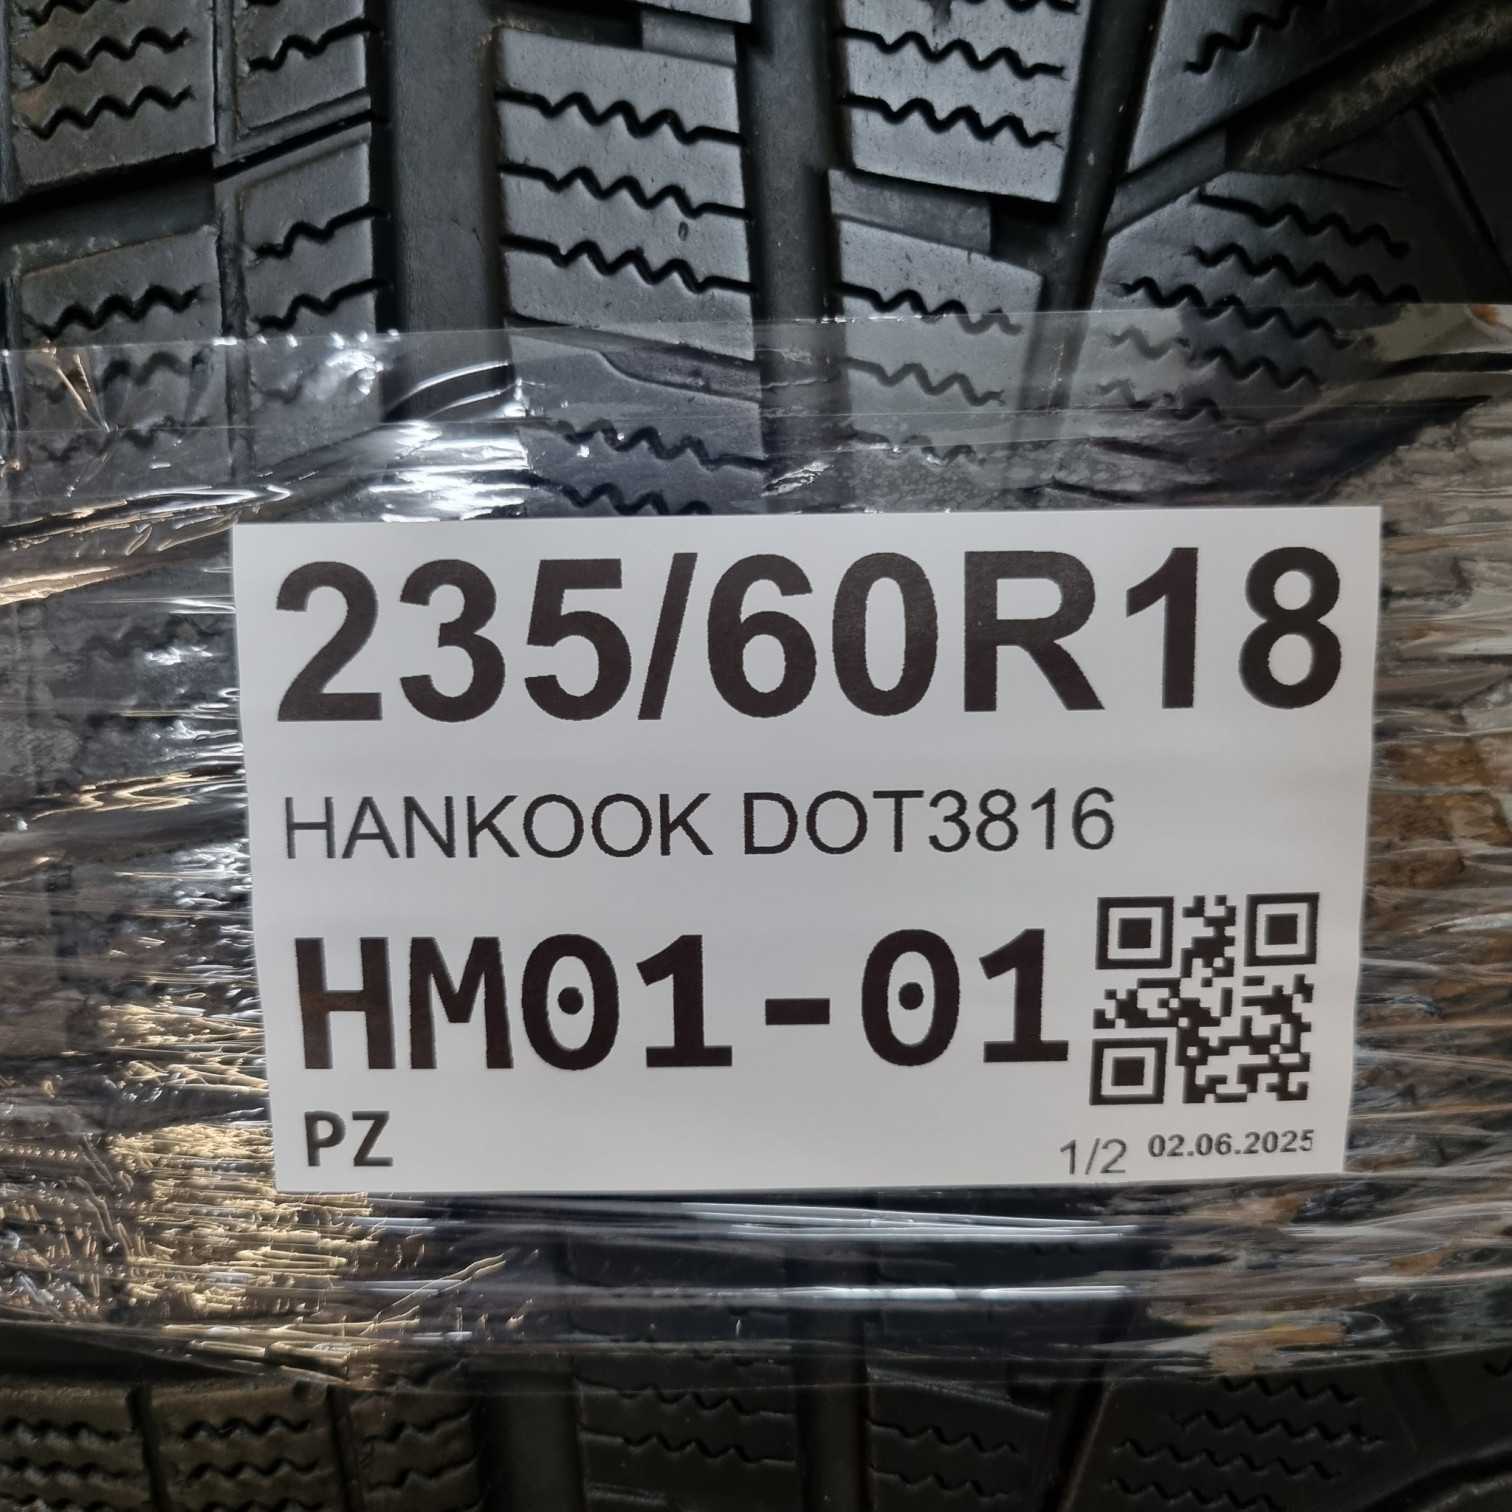 235/60R18
HANKOOK DOT3816
HM01-01
PZ
1/2 02.06.2025